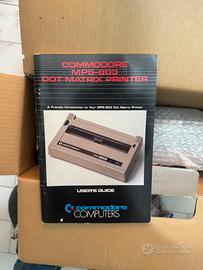 COMMODORE
MPS-803
DOT MATRIX PRINTER
A Friendly Introduction to Your MPS-803 Dot Matrix Printer
USER'S GUIDE
commodore
COMPUTERS
subito